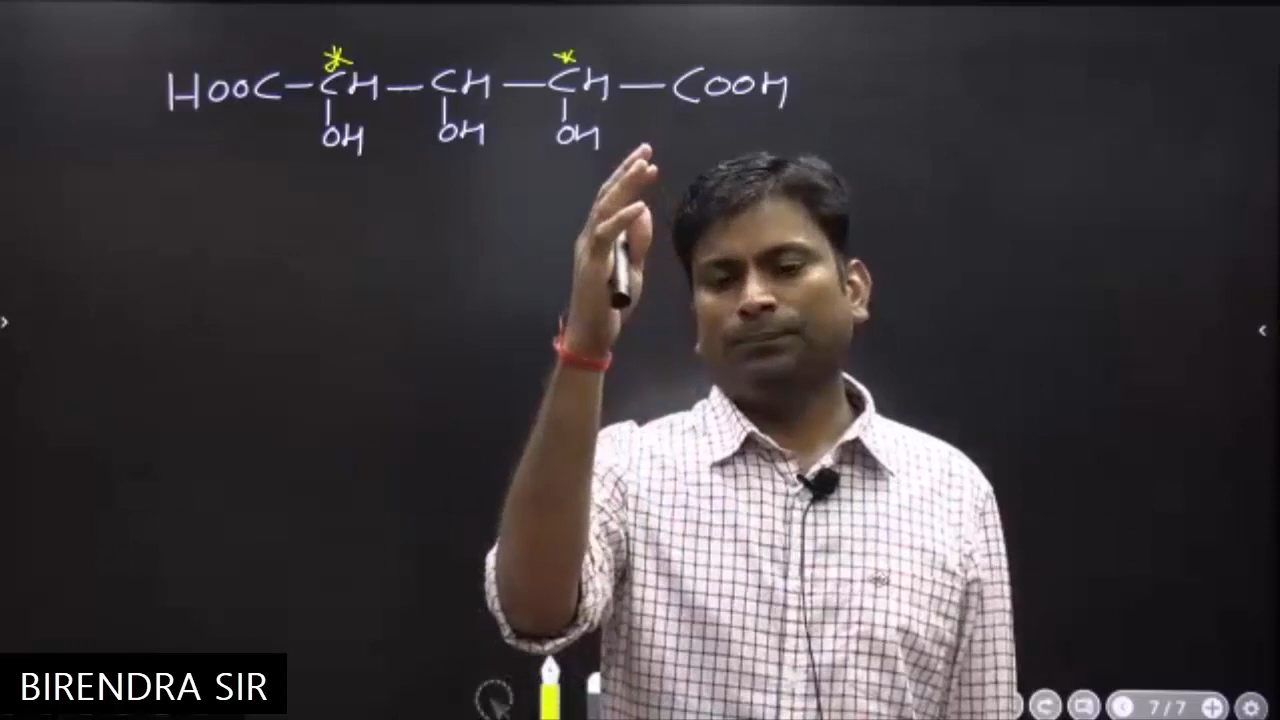 * *
HOOC-CH-CH-CH-COOH
OH OH OH
BIRENDRA SIR
7/7